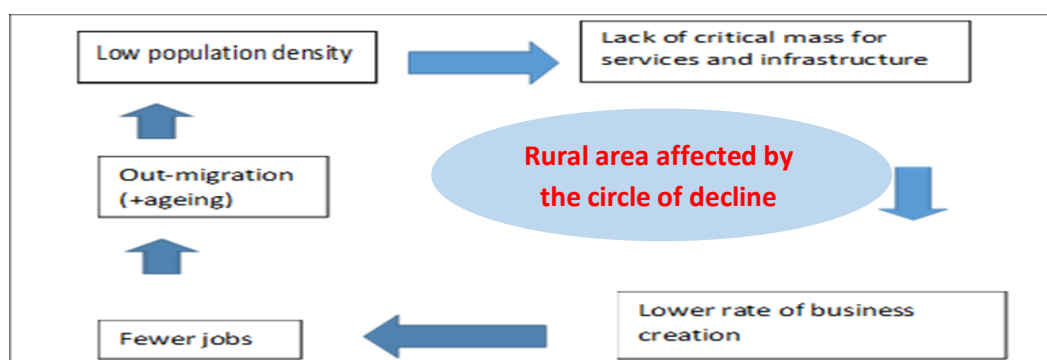 Low population density
Lack of critical mass for
services and infrastructure
Rural area affected by
the circle of decline
Out-migration
(+ageing)
Lower rate of business
creation
Fewer jobs